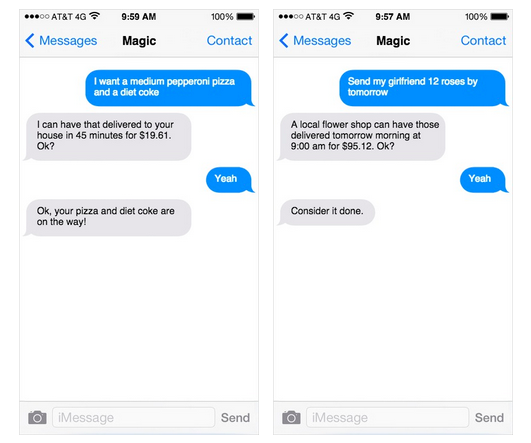 AT&T 4G 9:59 AM 100%
Messages Magic Contact
I want a medium pepperoni pizza
and a diet coke
I can have that delivered to your
house in 45 minutes for $19.61.
Ok?
Yeah
Ok, your pizza and diet coke are
on the way!
iMessage Send
AT&T 4G 9:57 AM 100%
Messages Magic Contact
Send my girlfriend 12 roses by
tomorrow
A local flower shop can have those
delivered tomorrow morning at
9:00 am for $95.12. Ok?
Yeah
Consider it done.
iMessage Send